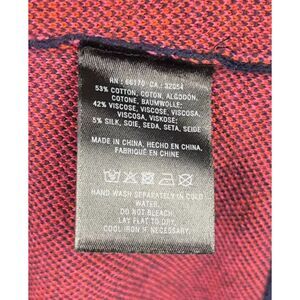 RN : 66170 CA : 32054
53% COTTON, COTON, ALGODÓN,
COTONE, BAUMWOLLE;
42% VISCOSE, VISCOSE, VISCOSA,
VISCOSA, VISKOSE;
5% SILK, SOIE, SEDA, SETA, SEIDE
MADE IN CHINA, HECHO EN CHINA,
FABRIQUÉ EN CHINE
HAND WASH SEPARATELY IN COLD
WATER.
DO NOT BLEACH.
LAY FLAT TO DRY.
COOL IRON IF NECESSARY.